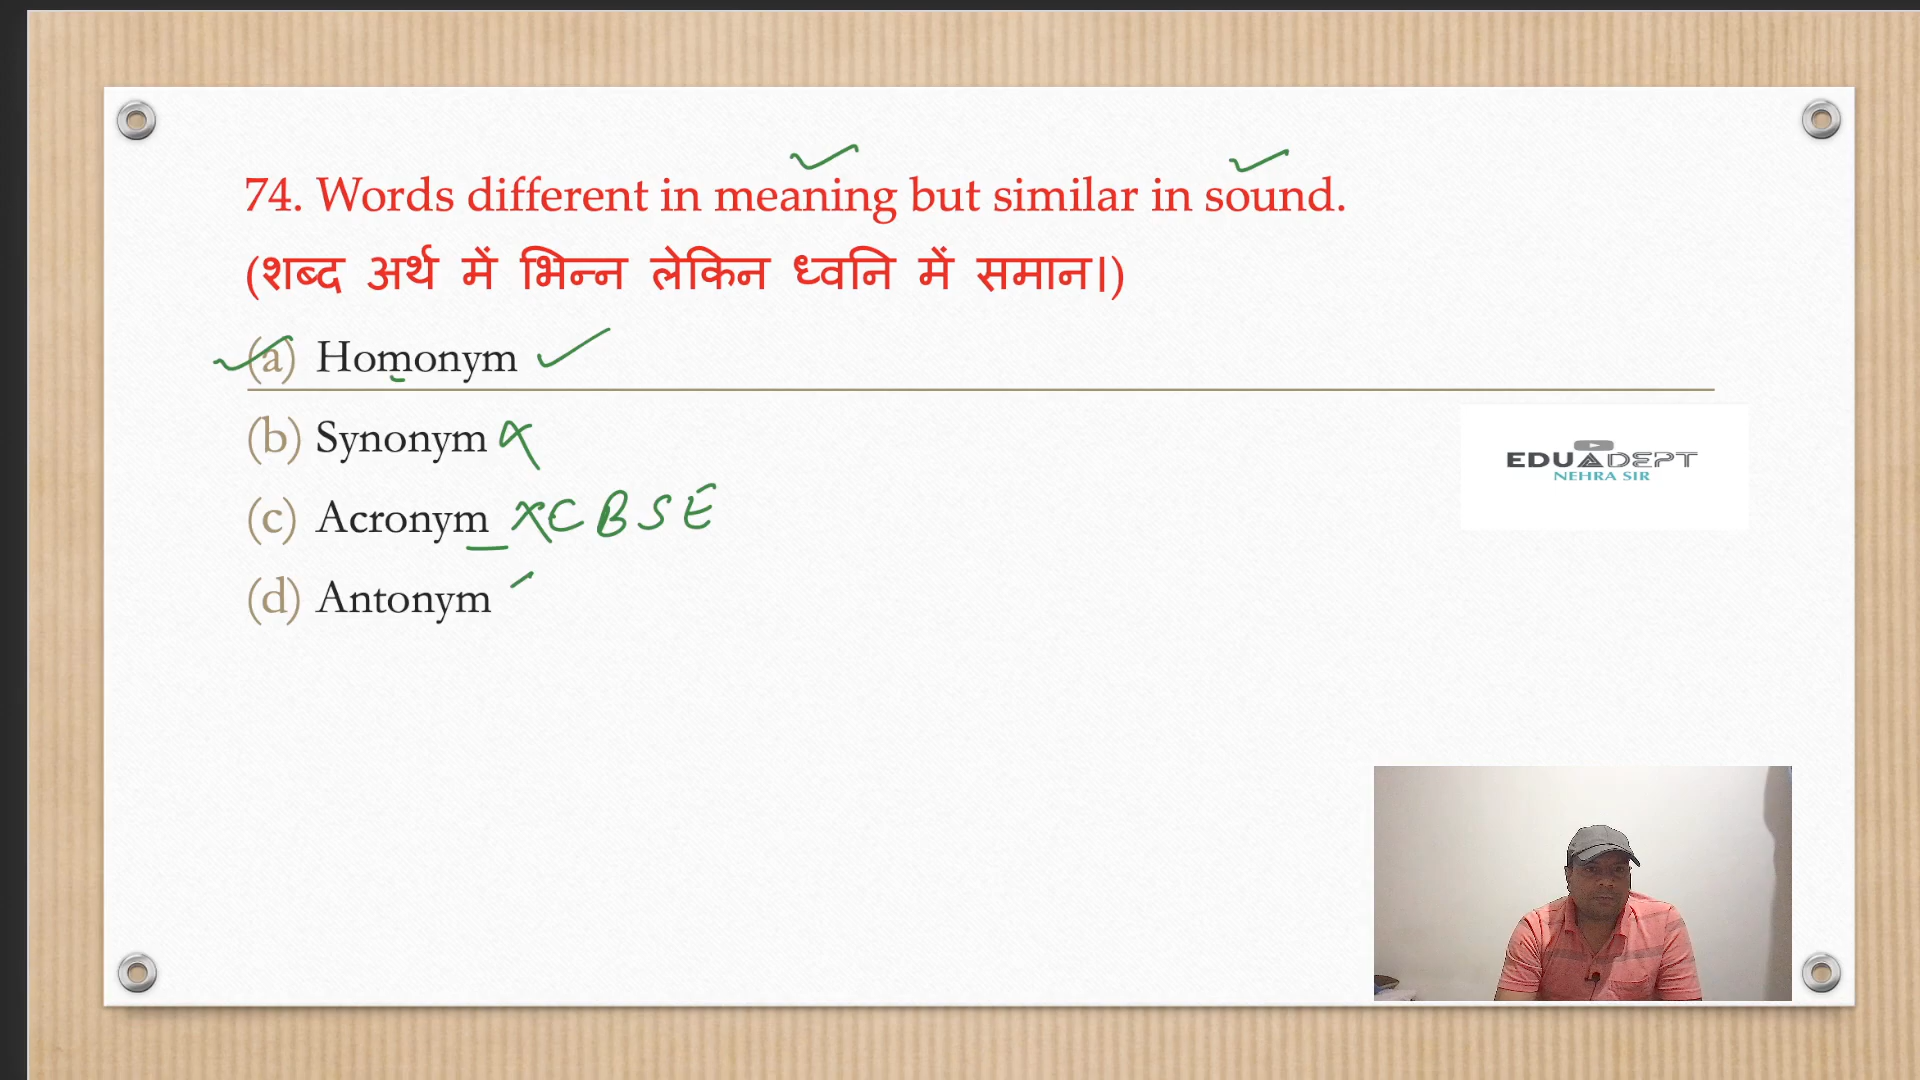 74. Words different in meaning but similar in sound.
(शब्द अर्थ में भिन्न लेकिन ध्वनि में समान।)
(a) Homonym
(b) Synonym
(c) Acronym CBSE
(d) Antonym
EDUADEPT
NEHRA SIR